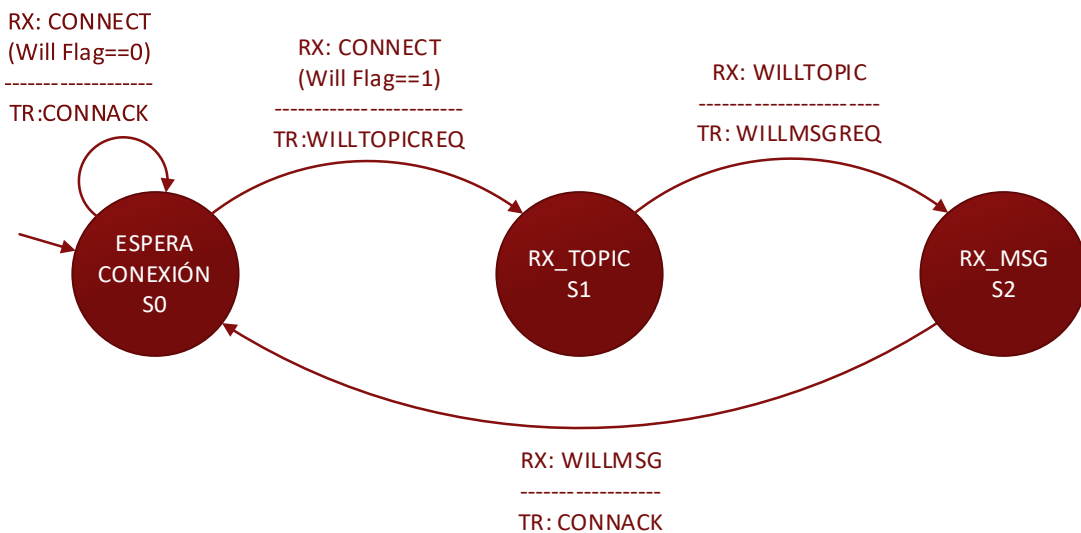 RX: CONNECT
(Will Flag==0)
------------------
TR:CONNACK
RX: CONNECT
(Will Flag==1)
-----------------------
TR:WILLTOPICREQ
RX: WILLTOPIC
----------------------
TR: WILLMSGREQ
ESPERA
CONEXIÓN
S0
RX_TOPIC
S1
RX_MSG
S2
RX: WILLMSG
-----------------
TR: CONNACK